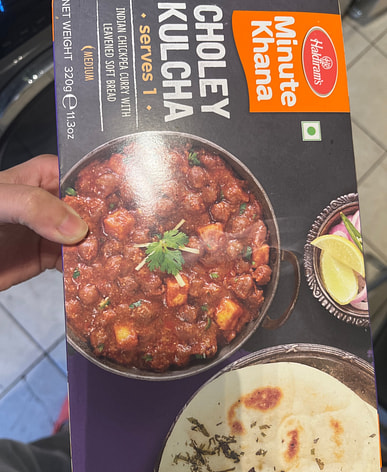 Haldiram's
Minute
Khana
CHOLEY
KULCHA
• serves 1 •
INDIAN CHICKPEA CURRY WITH
LEAVENED SOFT BREAD
MEDIUM
NET WEIGHT 320g ℮ 11.3oz